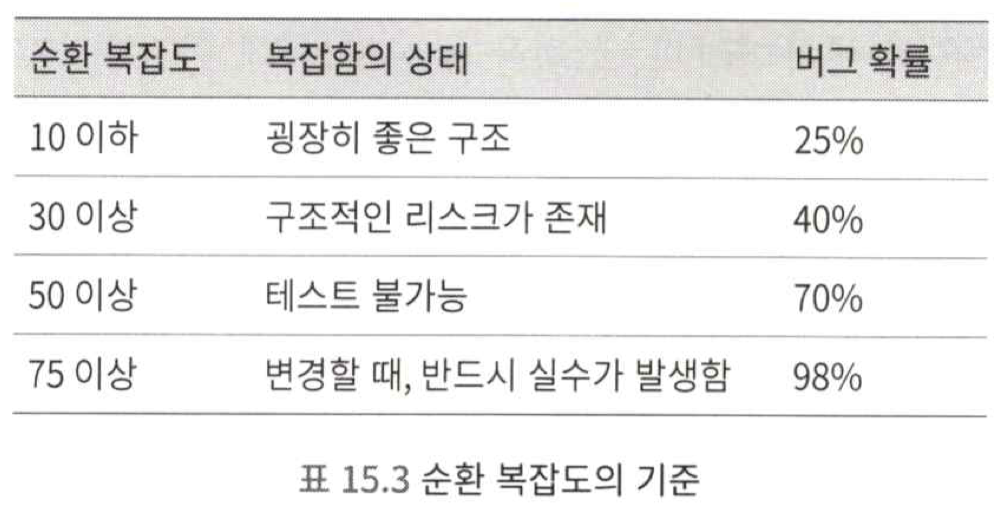 순환 복잡도 복잡함의 상태 버그 확률
10 이하 굉장히 좋은 구조 25%
30 이상 구조적인 리스크가 존재 40%
50 이상 테스트 불가능 70%
75 이상 변경할 때, 반드시 실수가 발생함 98%
표 15.3 순환 복잡도의 기준